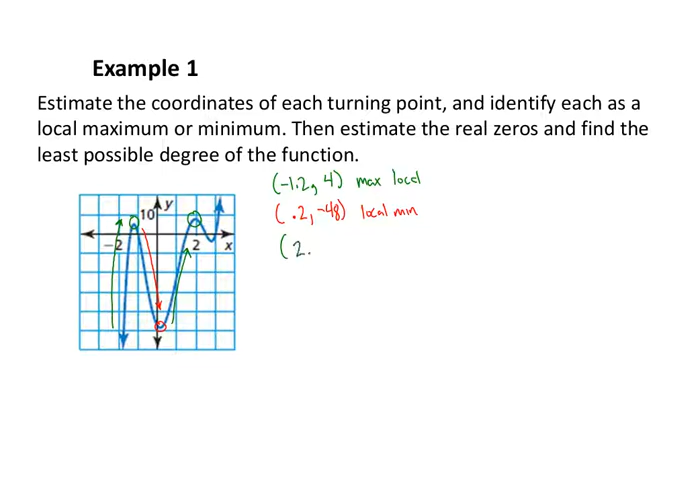 Example 1
Estimate the coordinates of each turning point, and identify each as a
local maximum or minimum. Then estimate the real zeros and find the
least possible degree of the function.
(-1.2, 4) max local
(.2, -48) local min
(2.
y
10
-2
2
x